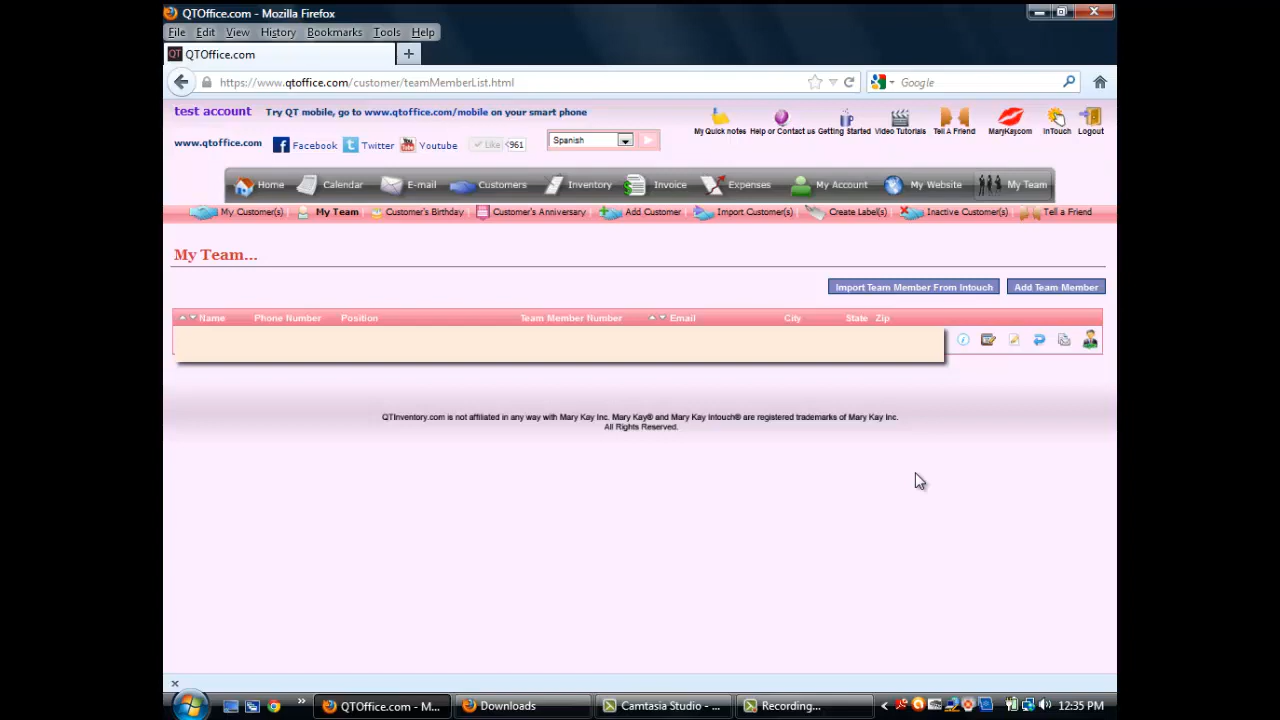 QTOffice.com - Mozilla Firefox
File Edit View History Bookmarks Tools Help
QT QTOffice.com +
https://www.qtoffice.com/customer/teamMemberList.html Google
test account Try QT mobile, go to www.qtoffice.com/mobile on your smart phone
My Quick notes Help or Contact us Getting Started Video Tutorials Tell A Friend MaryKay.com InTouch Logout
www.qtoffice.com Facebook Twitter Youtube Like 961 Spanish
Home Calendar E-mail Customers Inventory Invoice Expenses My Account My Website My Team
My Customer(s) My Team Customer's Birthday Customer's Anniversary Add Customer Import Customer(s) Create Label(s) Inactive Customer(s) Tell a Friend
My Team...
Import Team Member From Intouch Add Team Member
Name Phone Number Position Team Member Number Email City State Zip
QTInventory.com is not affiliated in any way with Mary Kay Inc. Mary Kay® and Mary Kay Intouch® are registered trademarks of Mary Kay Inc.
All Rights Reserved.
QTOffice.com - M... Downloads Camtasia Studio - ... Recording... 12:35 PM